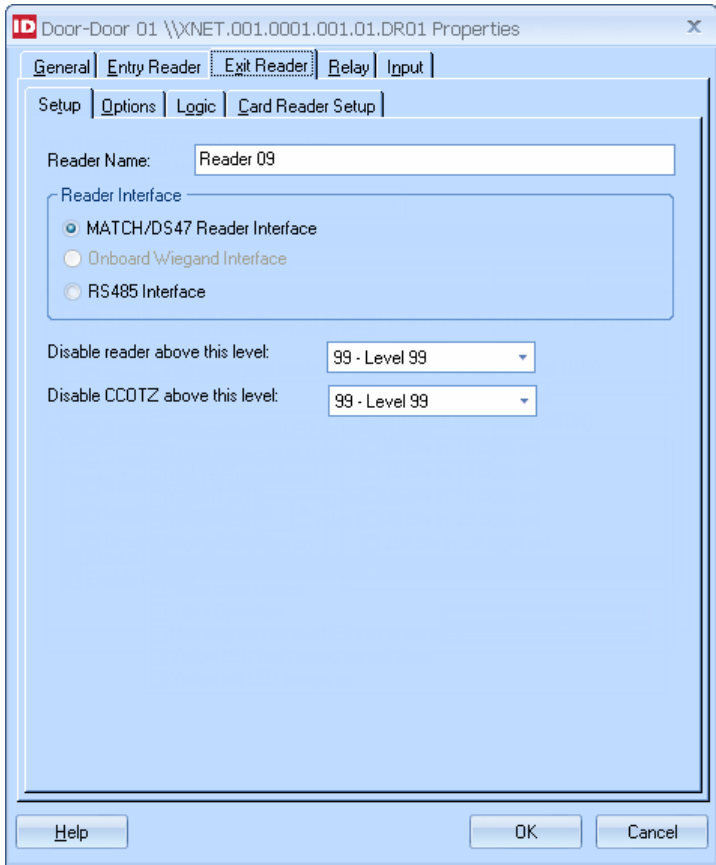 ID Door-Door 01 \\XNET.001.0001.001.01.DR01 Properties x
General Entry Reader Exit Reader Relay Input
Setup Options Logic Card Reader Setup
Reader Name: Reader 09
Reader Interface
MATCH/DS47 Reader Interface
Onboard Wiegand Interface
RS485 Interface
Disable reader above this level: 99 - Level 99
Disable CCOTZ above this level: 99 - Level 99
Help OK Cancel